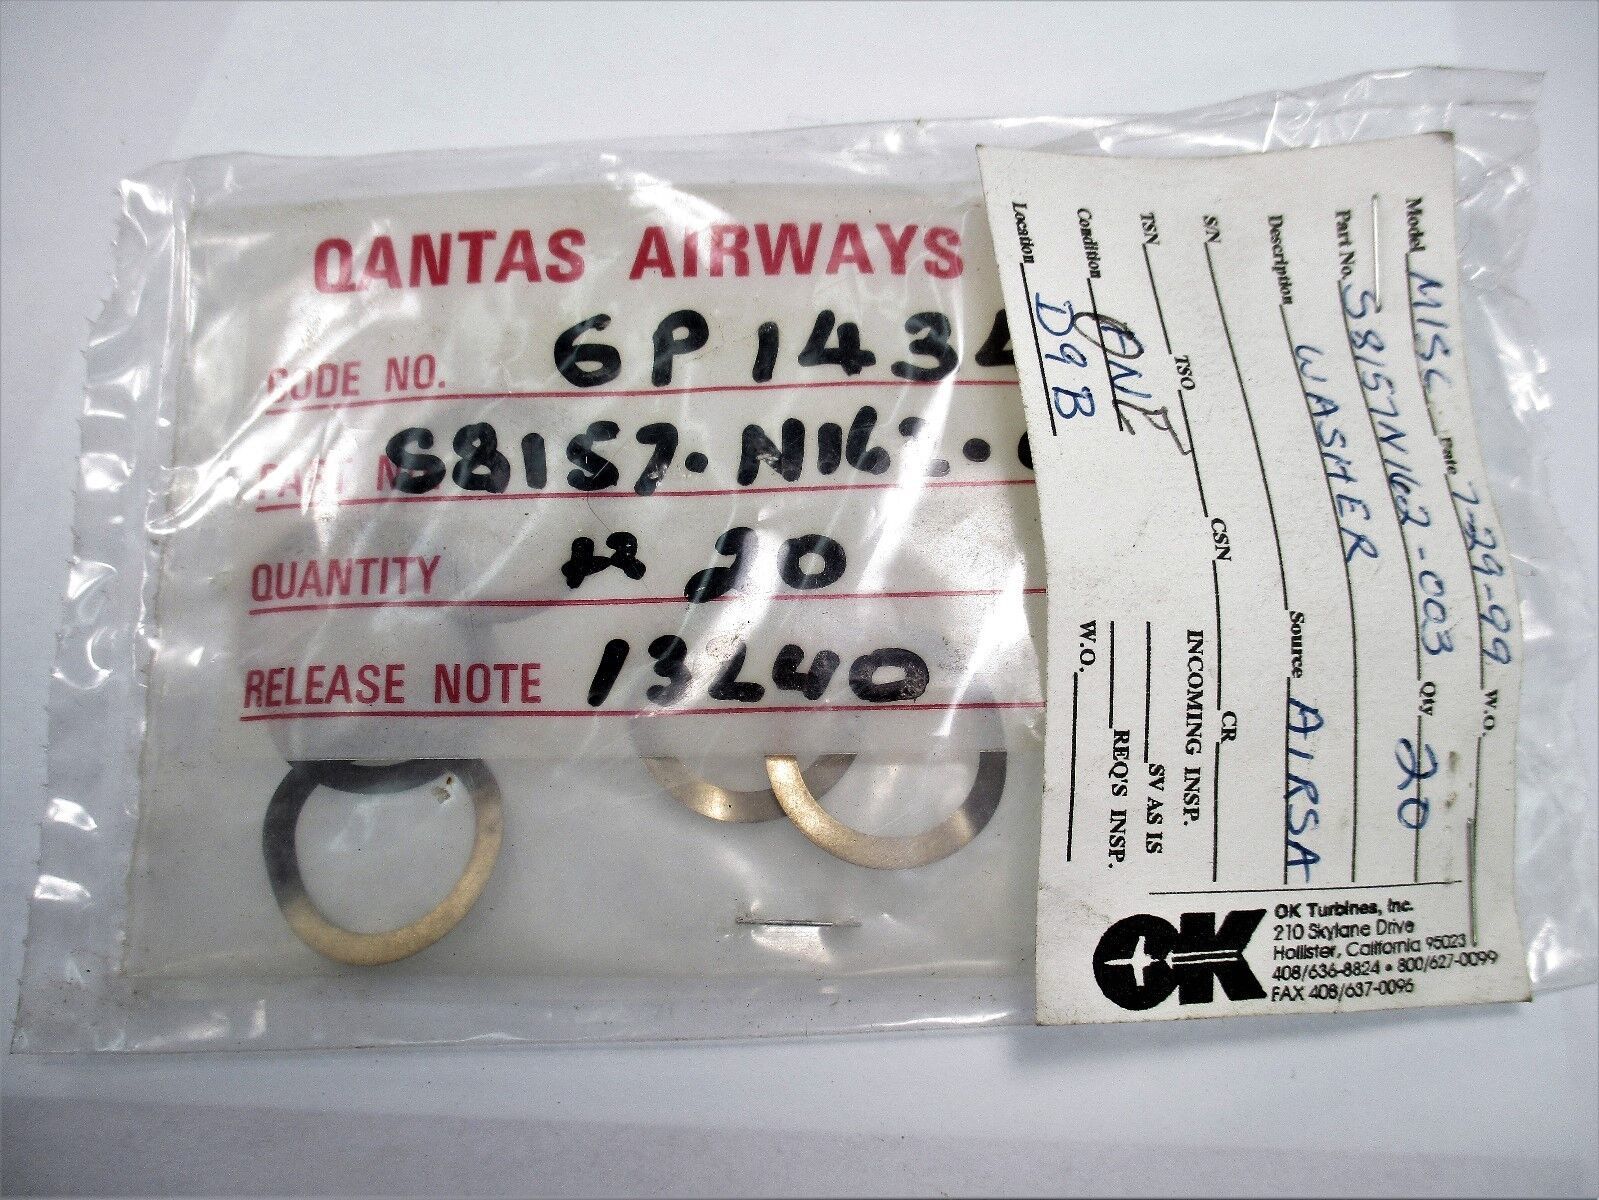 QANTAS AIRWAYS
CODE NO. 6P143
PART N S8157.N162.
QUANTITY 20
RELEASE NOTE 13L40
Model MISC Date 7-29-99 W.O.
Part No. S8157N162-003 Qty 20
Description WASHER Source AIRSA
S/N CSN CR
TSN TSO INCOMING INSP.
Condition SV AS IS
REQ'S INSP.
Location D9B W.O.
OK
OK Turbines, Inc.
210 Skylane Drive
Hollister, California 95023
408/636-8824 • 800/627-0099
FAX 408/637-0096